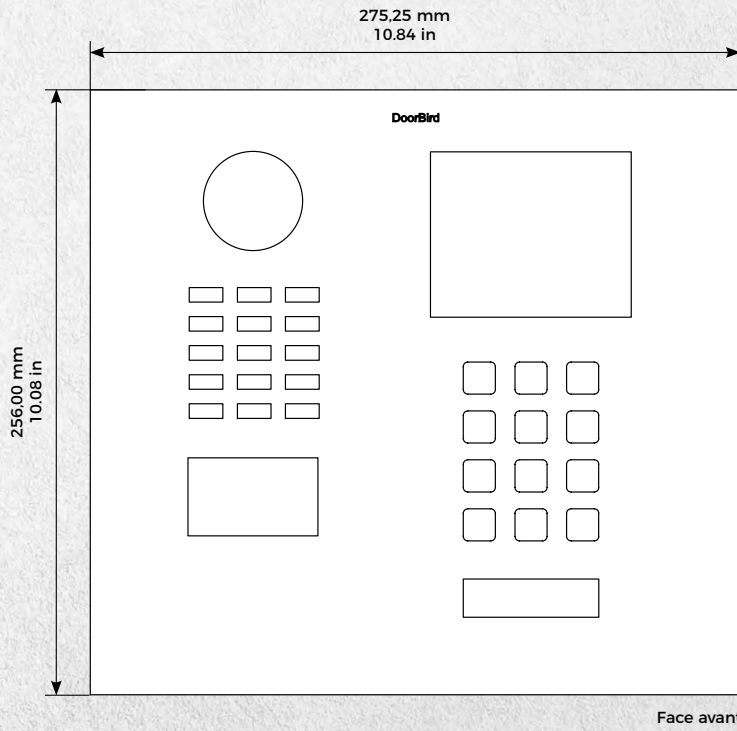 275,25 mm
10.84 in
DoorBird
256,00 mm
10.08 in
Face avant